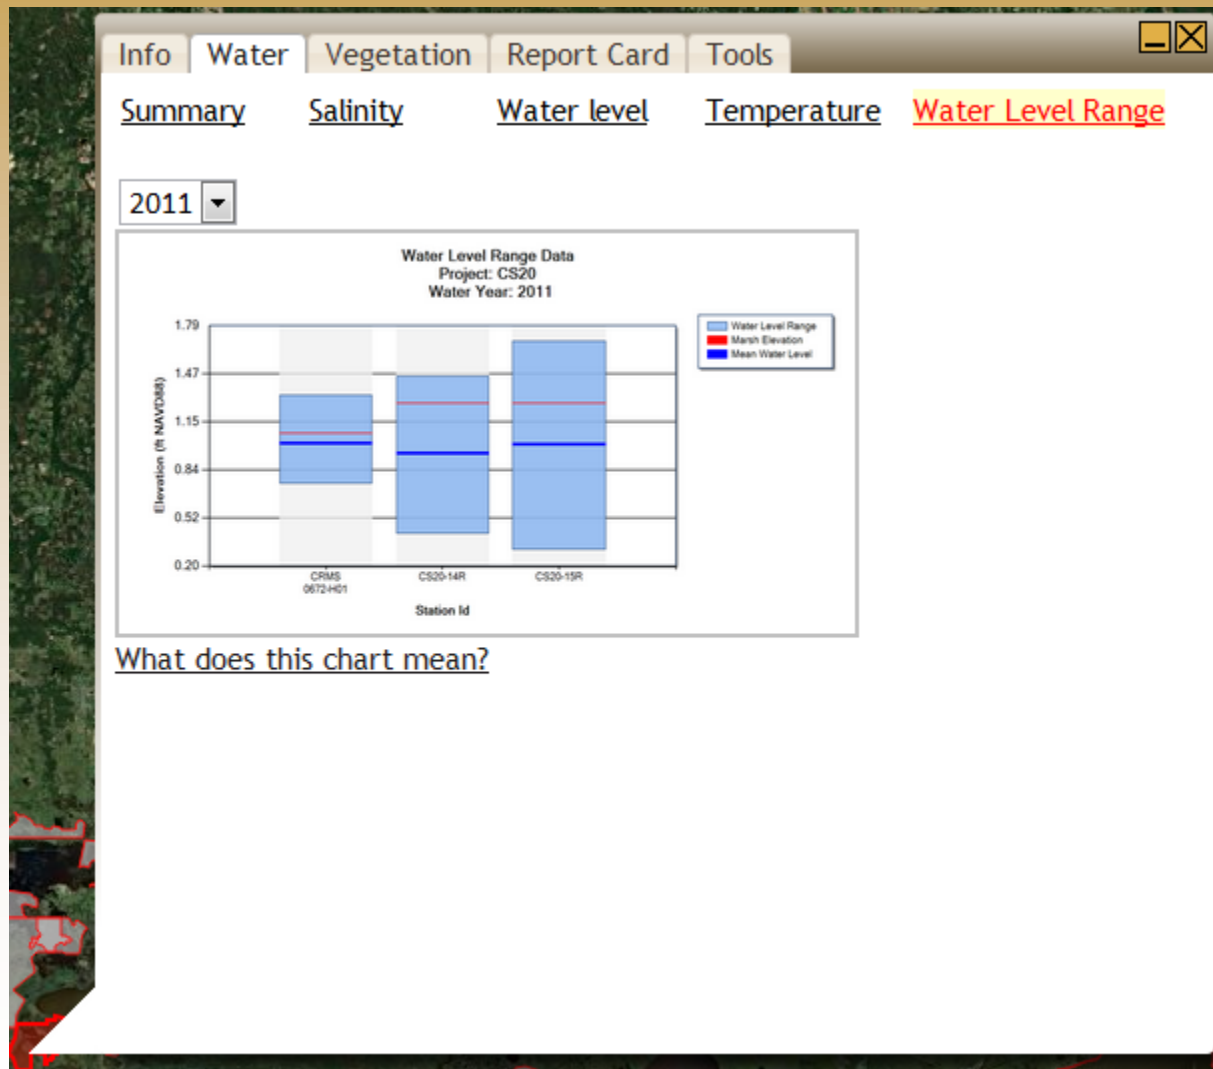 Info Water Vegetation Report Card Tools
Summary Salinity Water level Temperature Water Level Range
2011
Water Level Range Data
Project: CS20
Water Year: 2011
1.79
1.47
1.15
0.84
0.52
0.20
Elevation (ft NAVD88)
CRMS
0672-H01
CS20-14R
CS20-15R
Station Id
Water Level Range
Marsh Elevation
Mean Water Level
What does this chart mean?